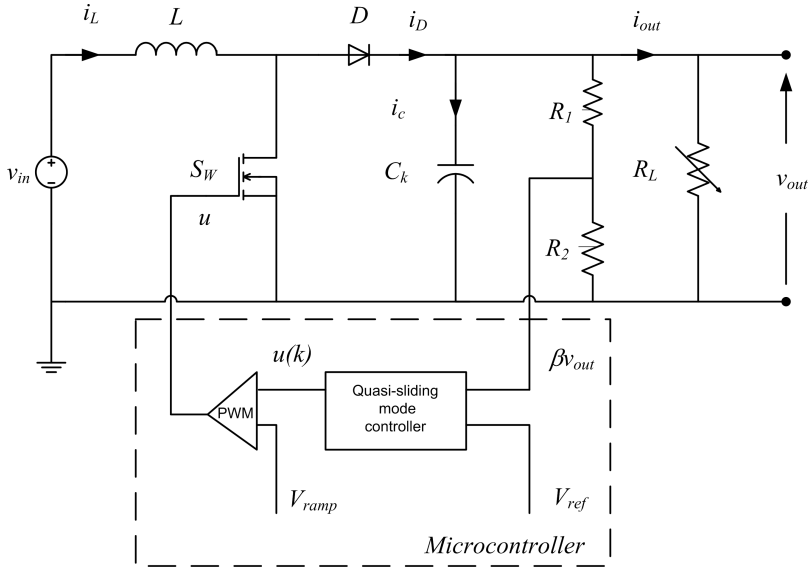 i_L
L
D
i_D
i_out
v_in
S_W
u
i_c
C_k
R_1
R_2
R_L
v_out
u(k)
βv_out
PWM
Quasi-sliding
mode
controller
V_ramp
V_ref
Microcontroller